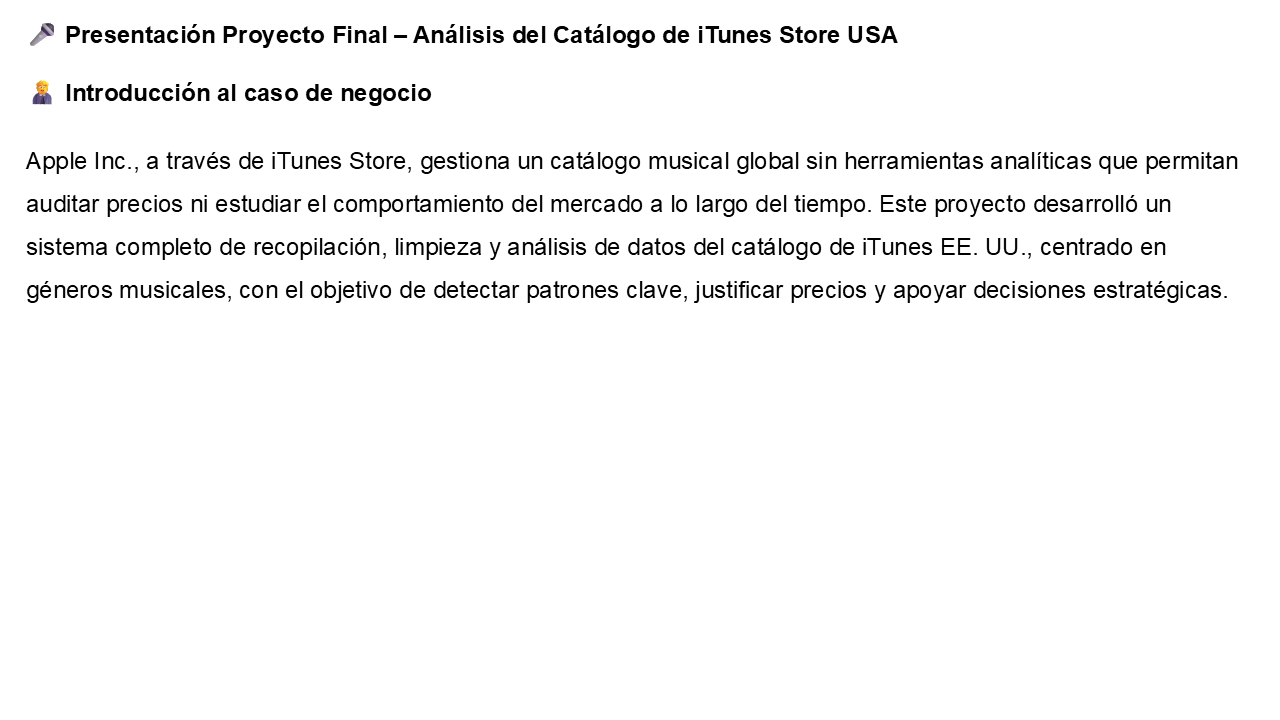 🎤 Presentación Proyecto Final – Análisis del Catálogo de iTunes Store USA
Introducción al caso de negocio
Apple Inc., a través de iTunes Store, gestiona un catálogo musical global sin herramientas analíticas que permitan
auditar precios ni estudiar el comportamiento del mercado a lo largo del tiempo. Este proyecto desarrolló un
sistema completo de recopilación, limpieza y análisis de datos del catálogo de iTunes EE. UU., centrado en
géneros musicales, con el objetivo de detectar patrones clave, justificar precios y apoyar decisiones estratégicas.